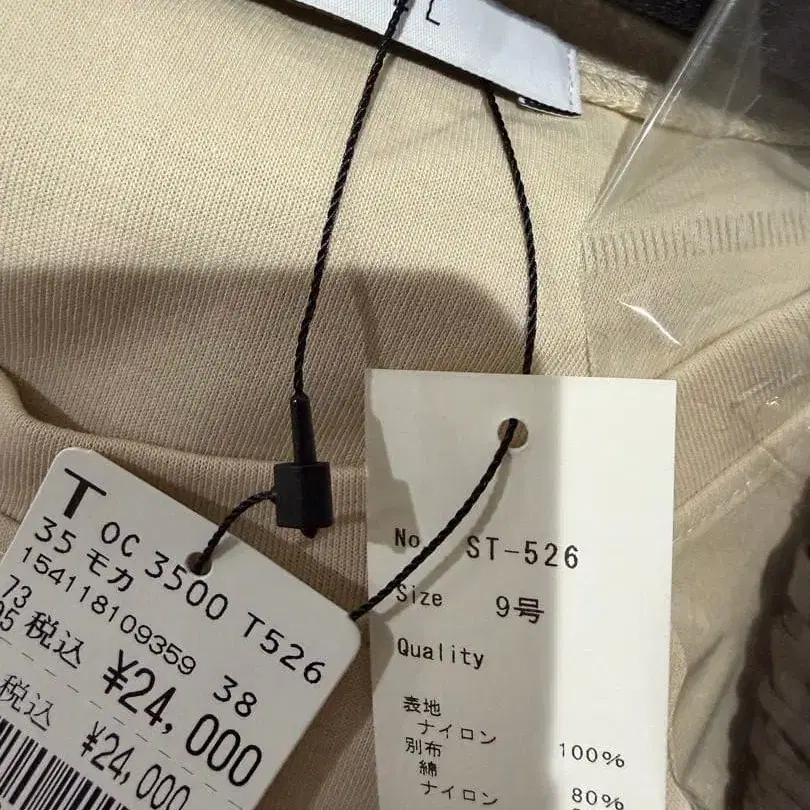 L
T OC 3500 T526
35 モカ 38
154118109359
73
95 税込 ¥24,000
税込 ¥24,000
No. ST-526
Size 9号
Quality
表地
ナイロン 100%
別布
綿 80%
ナイロン